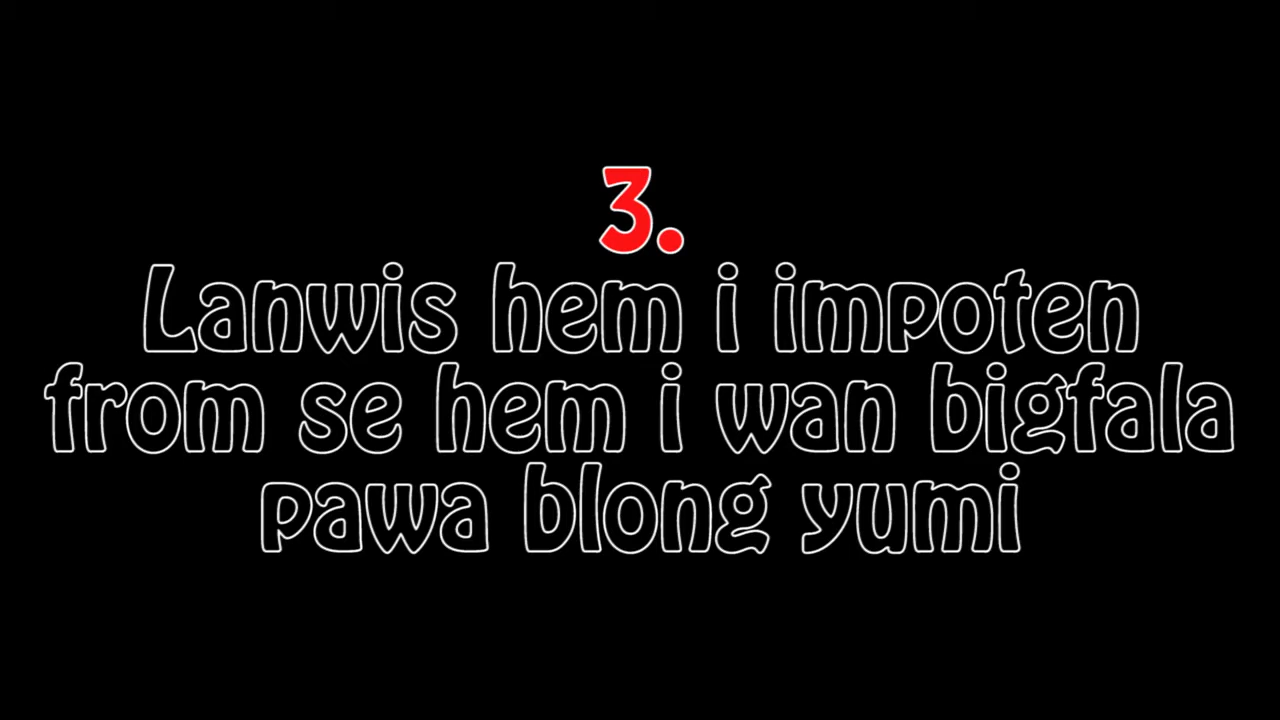 3.
Lanwis hem i impoten
from se hem i wan bigfala
pawa blong yumi